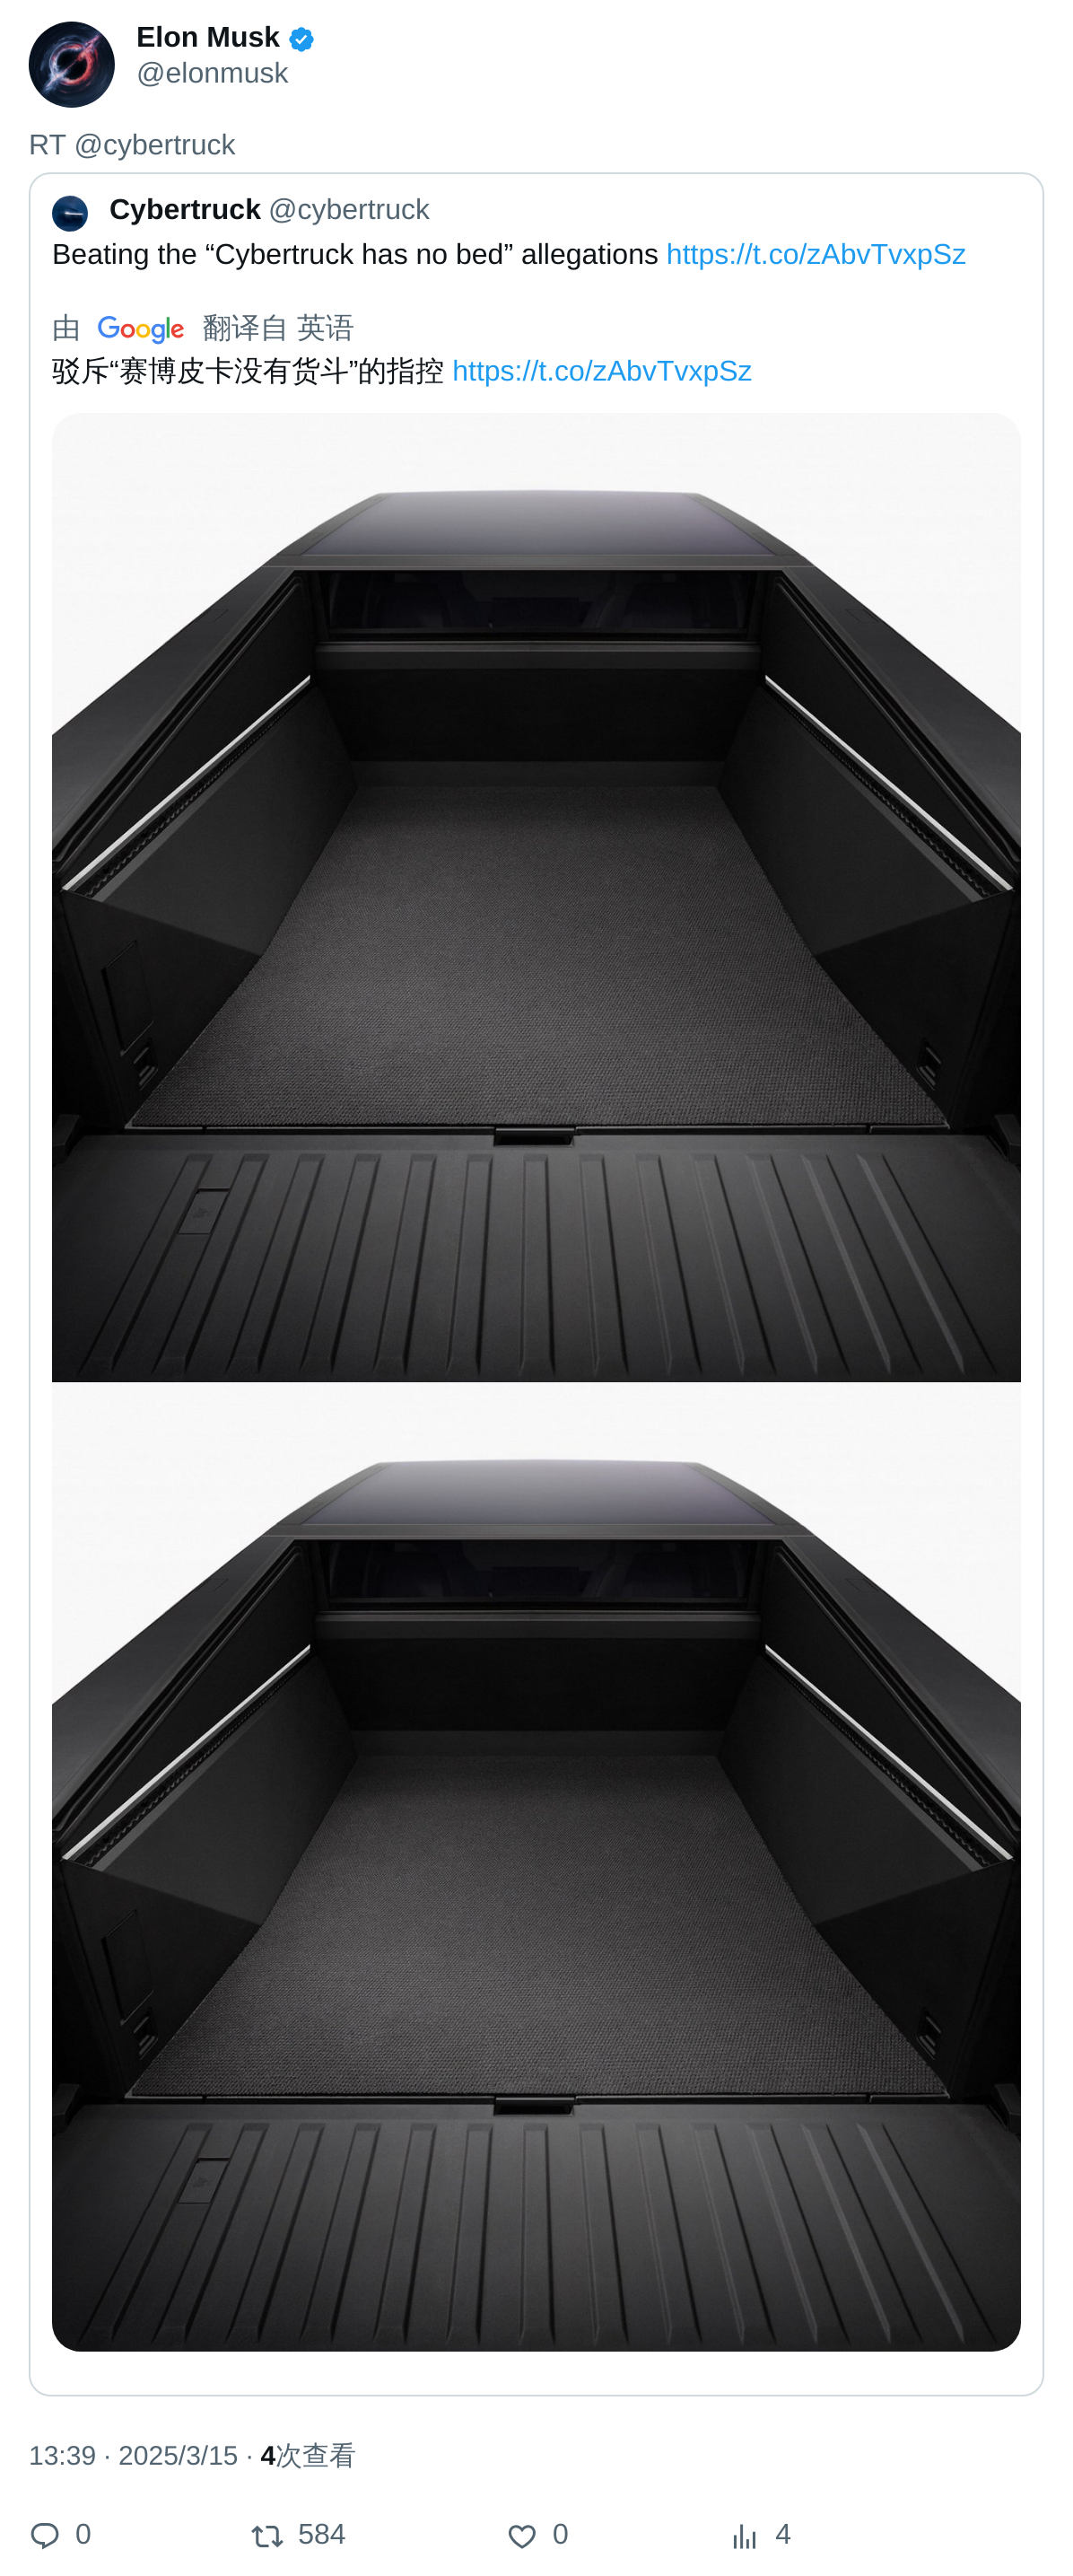 Elon Musk
@elonmusk
RT @cybertruck
Cybertruck @cybertruck
Beating the “Cybertruck has no bed” allegations https://t.co/zAbvTvxpSz
由 Google 翻译自 英语
驳斥“赛博皮卡没有货斗”的指控 https://t.co/zAbvTvxpSz
13:39 · 2025/3/15 · 4次查看
0 584 0 4